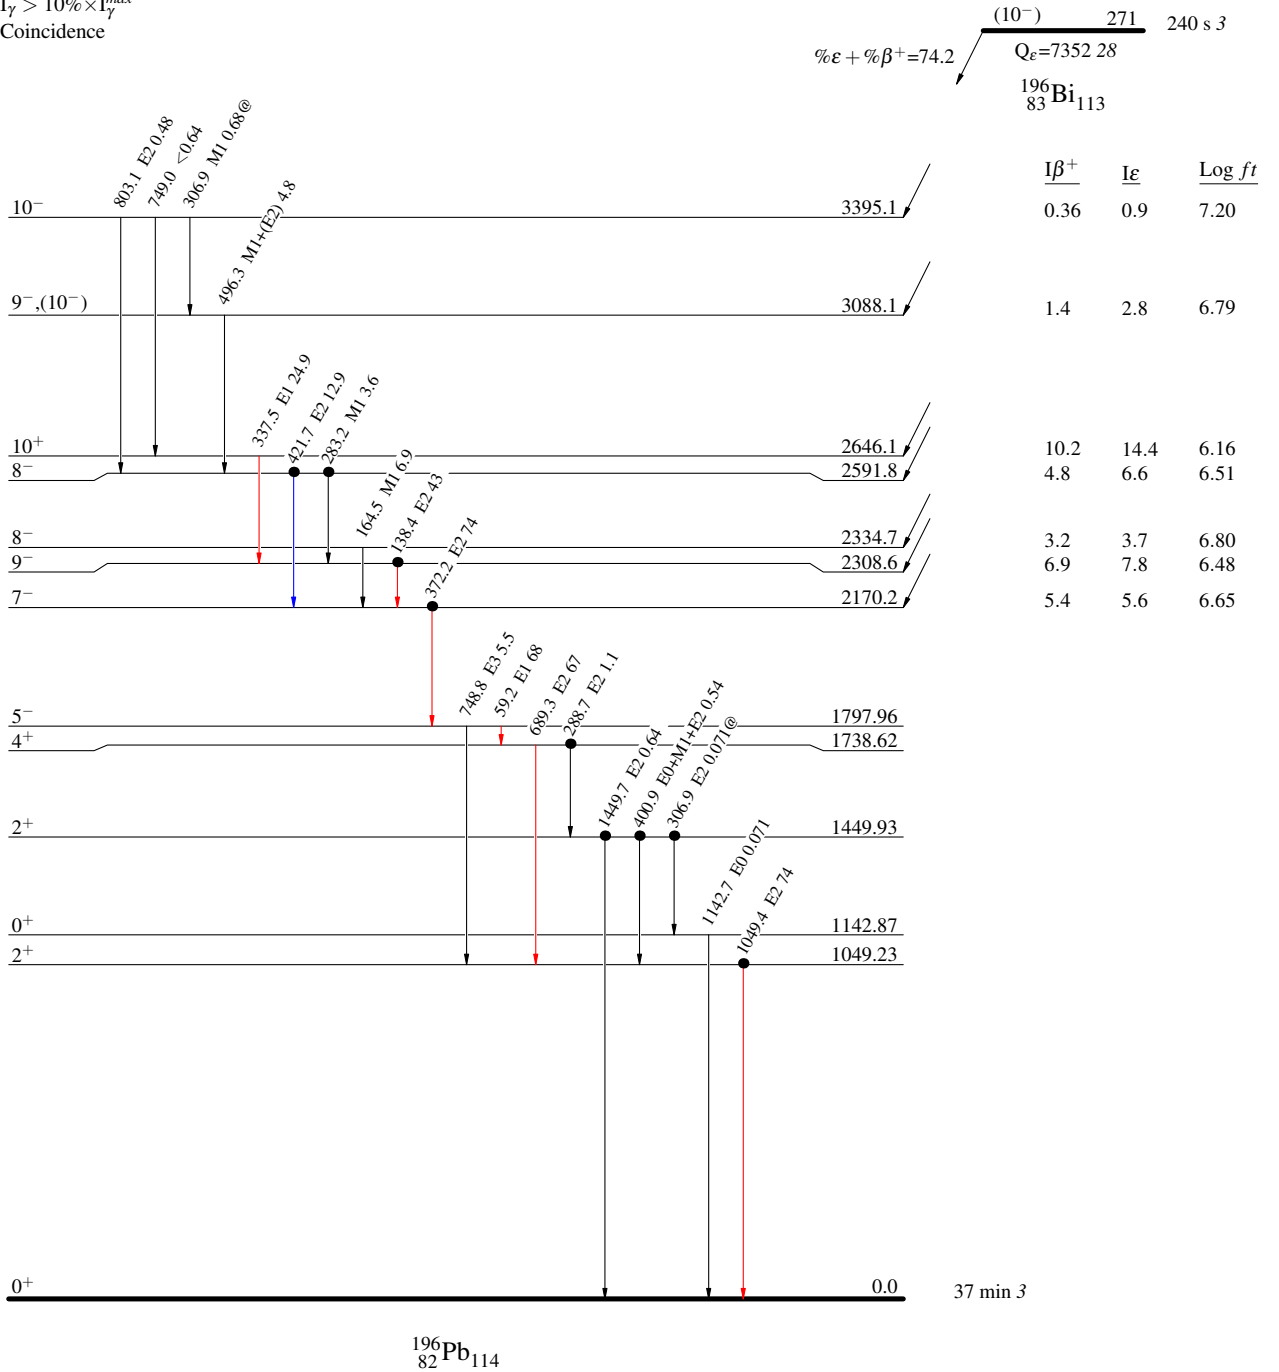 I_γ > 10%×I_γ^max
Coincidence
(10⁻) 271 240 s 3
%ε + %β⁺=74.2
Q_ε=7352 28
¹⁹⁶₈₃Bi₁₁₃
Iβ⁺ Iε Log ft
803.1 E2 0.48
749.0 <0.64
306.9 M1 0.68@
10⁻ 3395.1 0.36 0.9 7.20
496.3 M1+(E2) 4.8
9⁻,(10⁻) 3088.1 1.4 2.8 6.79
337.5 E1 24.9
421.7 E2 12.9
283.2 M1 3.6
10⁺ 2646.1 10.2 14.4 6.16
8⁻ 2591.8 4.8 6.6 6.51
164.5 M1 6.9
138.4 E2 43
8⁻ 2334.7 3.2 3.7 6.80
9⁻ 2308.6 6.9 7.8 6.48
372.2 E2 74
7⁻ 2170.2 5.4 5.6 6.65
748.8 E3 5.5
59.2 E1 68
689.3 E2 67
288.7 E2 1.1
5⁻ 1797.96
4⁺ 1738.62
1449.7 E2 0.64
400.9 E0+M1+E2 0.54
306.9 E2 0.071@
2⁺ 1449.93
1142.7 E0 0.071
1049.4 E2 74
0⁺ 1142.87
2⁺ 1049.23
0⁺ 0.0 37 min 3
¹⁹⁶₈₂Pb₁₁₄